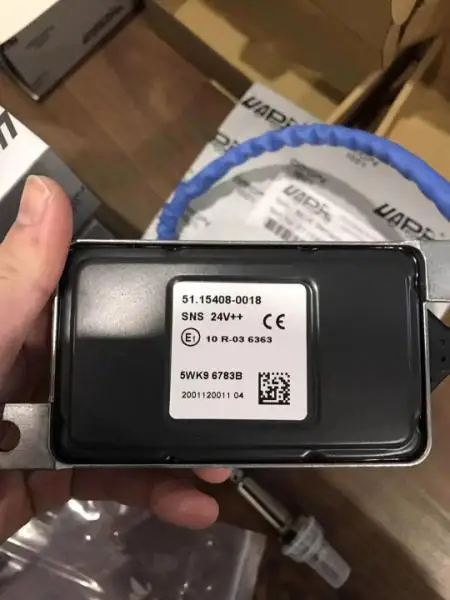 51.15408-0018
SNS 24V++
CE
E1 10 R-03 6363
5WK9 6783B
2001120011 04